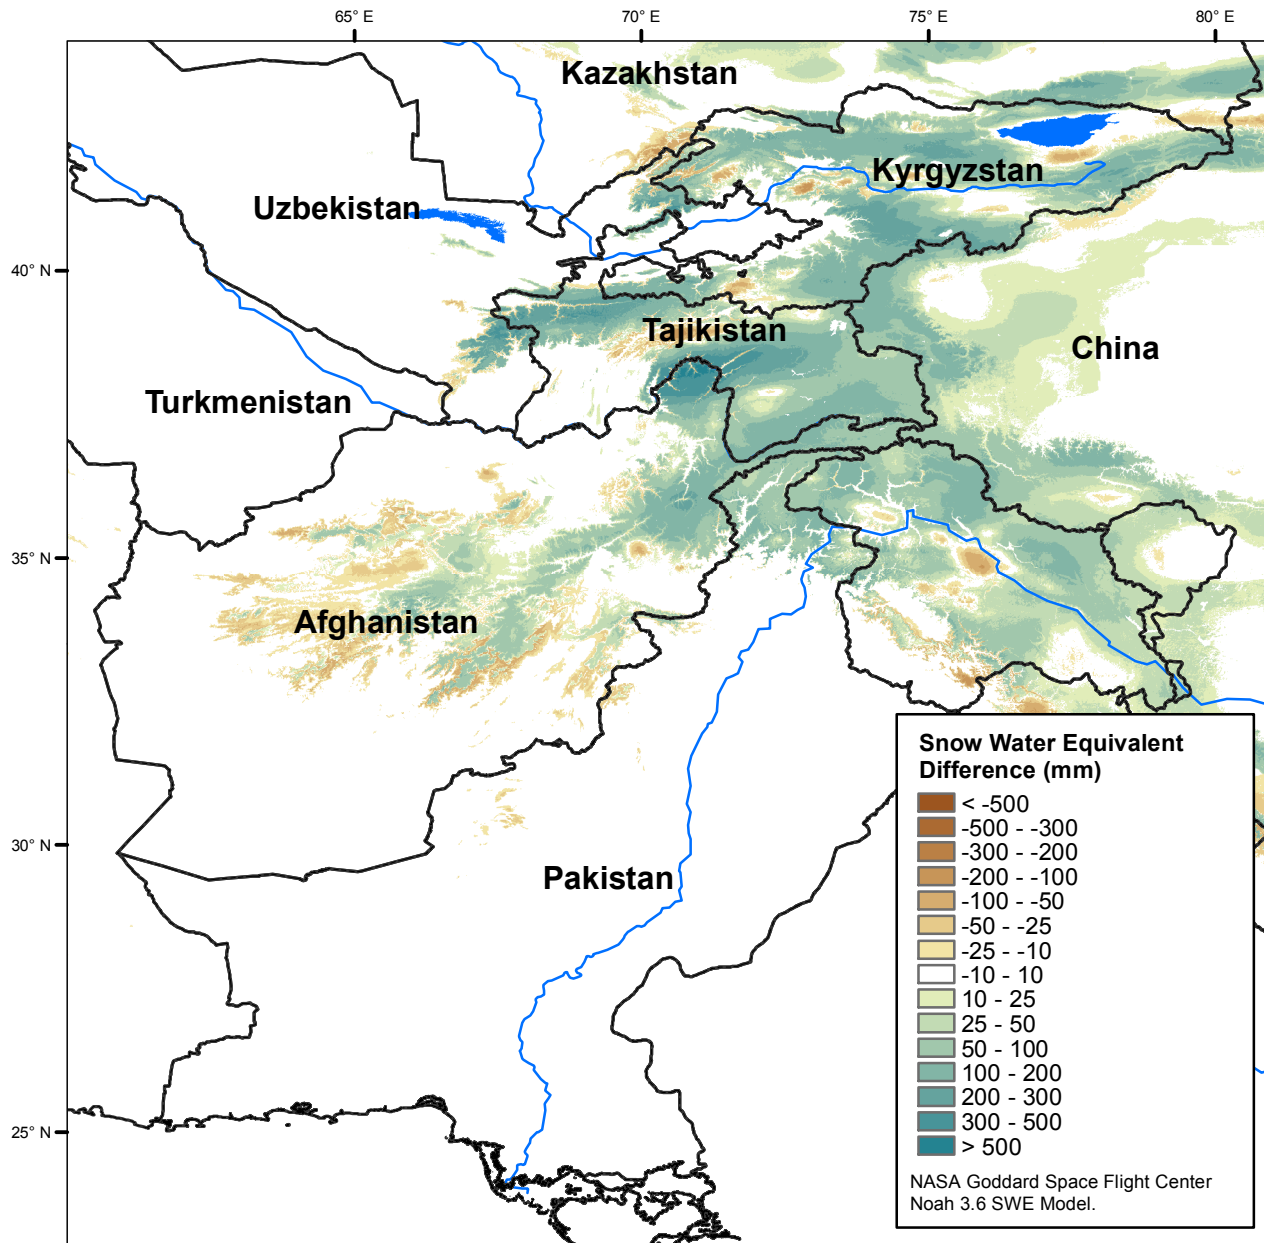 65° E
70° E
75° E
80° E
Kazakhstan
Kyrgyzstan
Uzbekistan
40° N
Tajikistan
China
Turkmenistan
35° N
Afghanistan
Snow Water Equivalent
Difference (mm)
< -500
-500 - -300
-300 - -200
-200 - -100
-100 - -50
-50 - -25
-25 - -10
-10 - 10
10 - 25
25 - 50
50 - 100
100 - 200
200 - 300
300 - 500
> 500
NASA Goddard Space Flight Center
Noah 3.6 SWE Model.
30° N
Pakistan
25° N